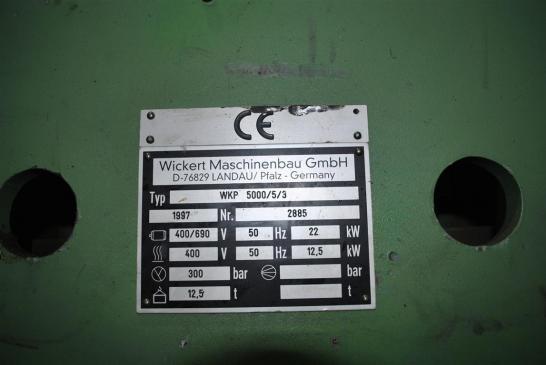 CE
Wickert Maschinenbau GmbH
D-76829 LANDAU/ Pfalz - Germany
Typ WKP 5000/5/3
1997 Nr. 2885
400/690 V 50 Hz 22 kW
400 V 50 Hz 12,5 kW
300 bar bar
12,5 t